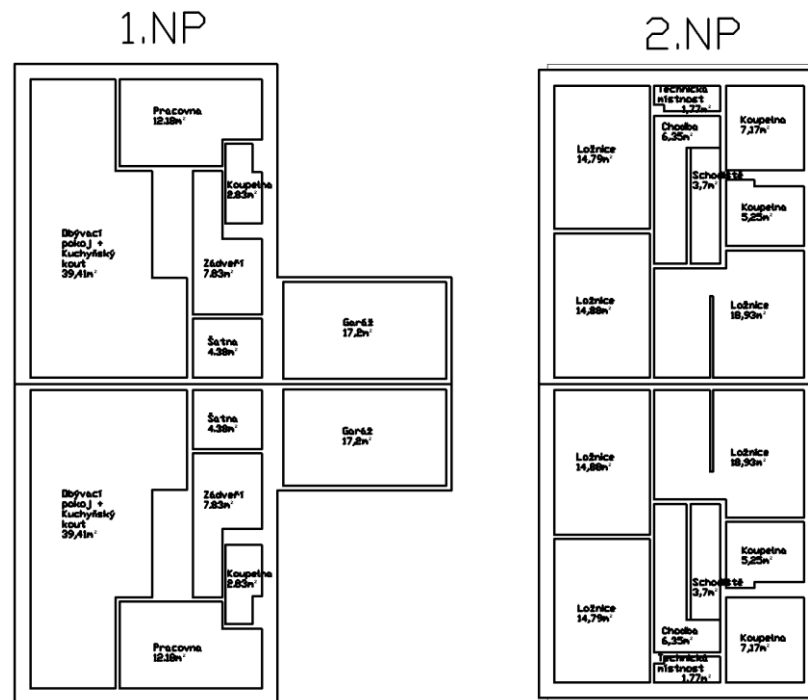 1.NP
Pracovna
12.18m²
Koupelna
2.83m²
Obývací
pokoj +
Kuchyňský
kout
39,41m²
Zádveří
7.83m²
Šatna
4.38m²
Garáž
17,2m²
Šatna
4.38m²
Garáž
17,2m²
Zádveří
7.83m²
Obývací
pokoj +
Kuchyňský
kout
39,41m²
Koupelna
2.83m²
Pracovna
12.18m²
2.NP
Technická
místnost
1.77m²
Chodba
6,35m²
Koupelna
7,17m²
Ložnice
14,79m²
Schodiště
3,7m²
Koupelna
5,25m²
Ložnice
14,88m²
Ložnice
18,93m²
Ložnice
14,88m²
Ložnice
18,93m²
Koupelna
5,25m²
Schodiště
3,7m²
Ložnice
14,79m²
Chodba
6,35m²
Koupelna
7,17m²
Technická
místnost
1.77m²